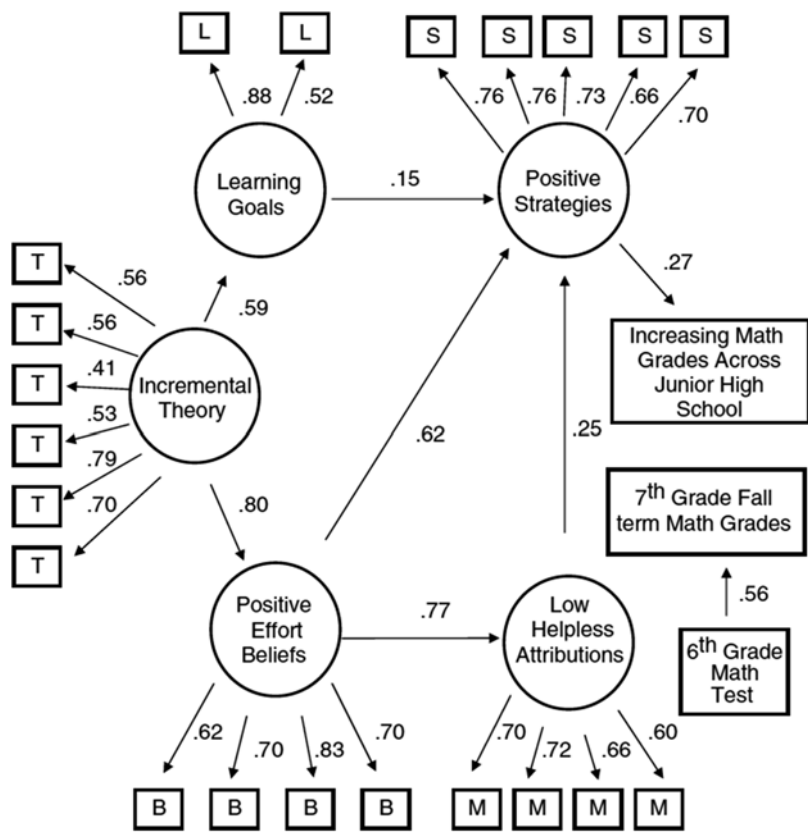 L L S S S S S
.88 .52 .76 .76 .73 .66 .70
Learning
Goals
.15
Positive
Strategies
T
T
T
T
T
T
.56
.56
.41
.53
.79
.70
.59
Incremental
Theory
.27
Increasing Math
Grades Across
Junior High
School
.62
.25
7th Grade Fall
term Math Grades
.80
.56
Positive
Effort
Beliefs
.77
Low
Helpless
Attributions
6th Grade
Math
Test
.62 .70 .83 .70 .70 .72 .66 .60
B B B B M M M M